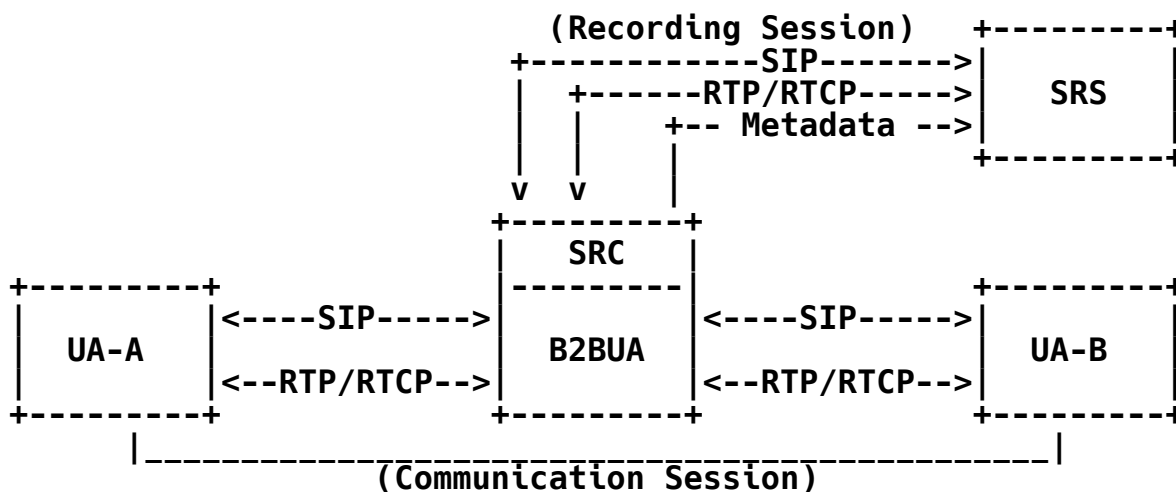 (Recording Session) +---------+
+------------SIP------->| |
| +------RTP/RTCP----->| SRS |
| | +-- Metadata -->| |
| | | +---------+
v v |
+---------+
| SRC |
+---------+ |---------| +---------+
| |<----SIP----->| |<----SIP----->| |
| UA-A | | B2BUA | | UA-B |
| |<--RTP/RTCP-->| |<--RTP/RTCP-->| |
+---------+ +---------+ +---------+
|_______________________________________________|
(Communication Session)